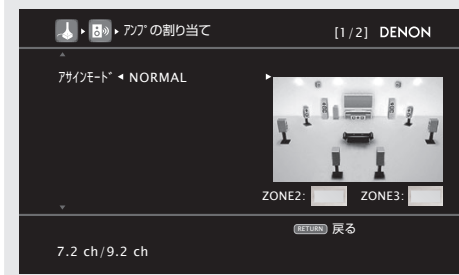 ｱﾝﾌﾟの割り当て [1/2] DENON
ｱｻｲﾝﾓｰﾄﾞ NORMAL
ZONE2: ZONE3:
RETURN 戻る
7.2 ch/9.2 ch